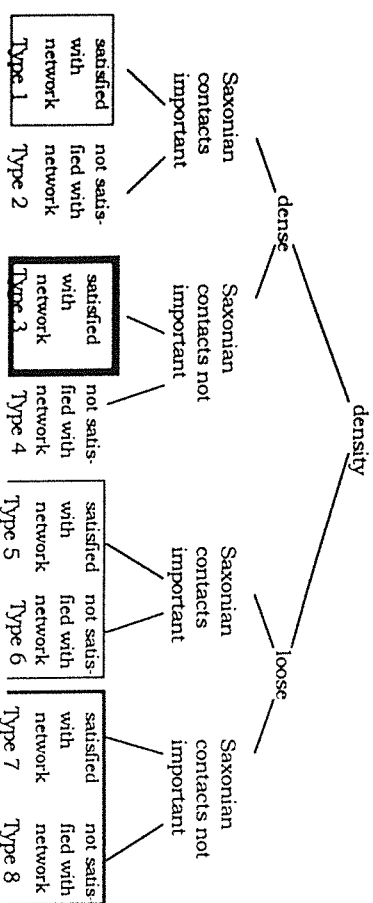 density
dense
loose
Saxonian
contacts
important
Saxonian
contacts not
important
Saxonian
contacts
important
Saxonian
contacts not
important
satisfied
with
network
Type 1
not satis-
fied with
network
Type 2
satisfied
with
network
Type 3
not satis-
fied with
network
Type 4
satisfied
with
network
Type 5
not satis-
fied with
network
Type 6
satisfied
with
network
Type 7
not satis-
fied with
network
Type 8